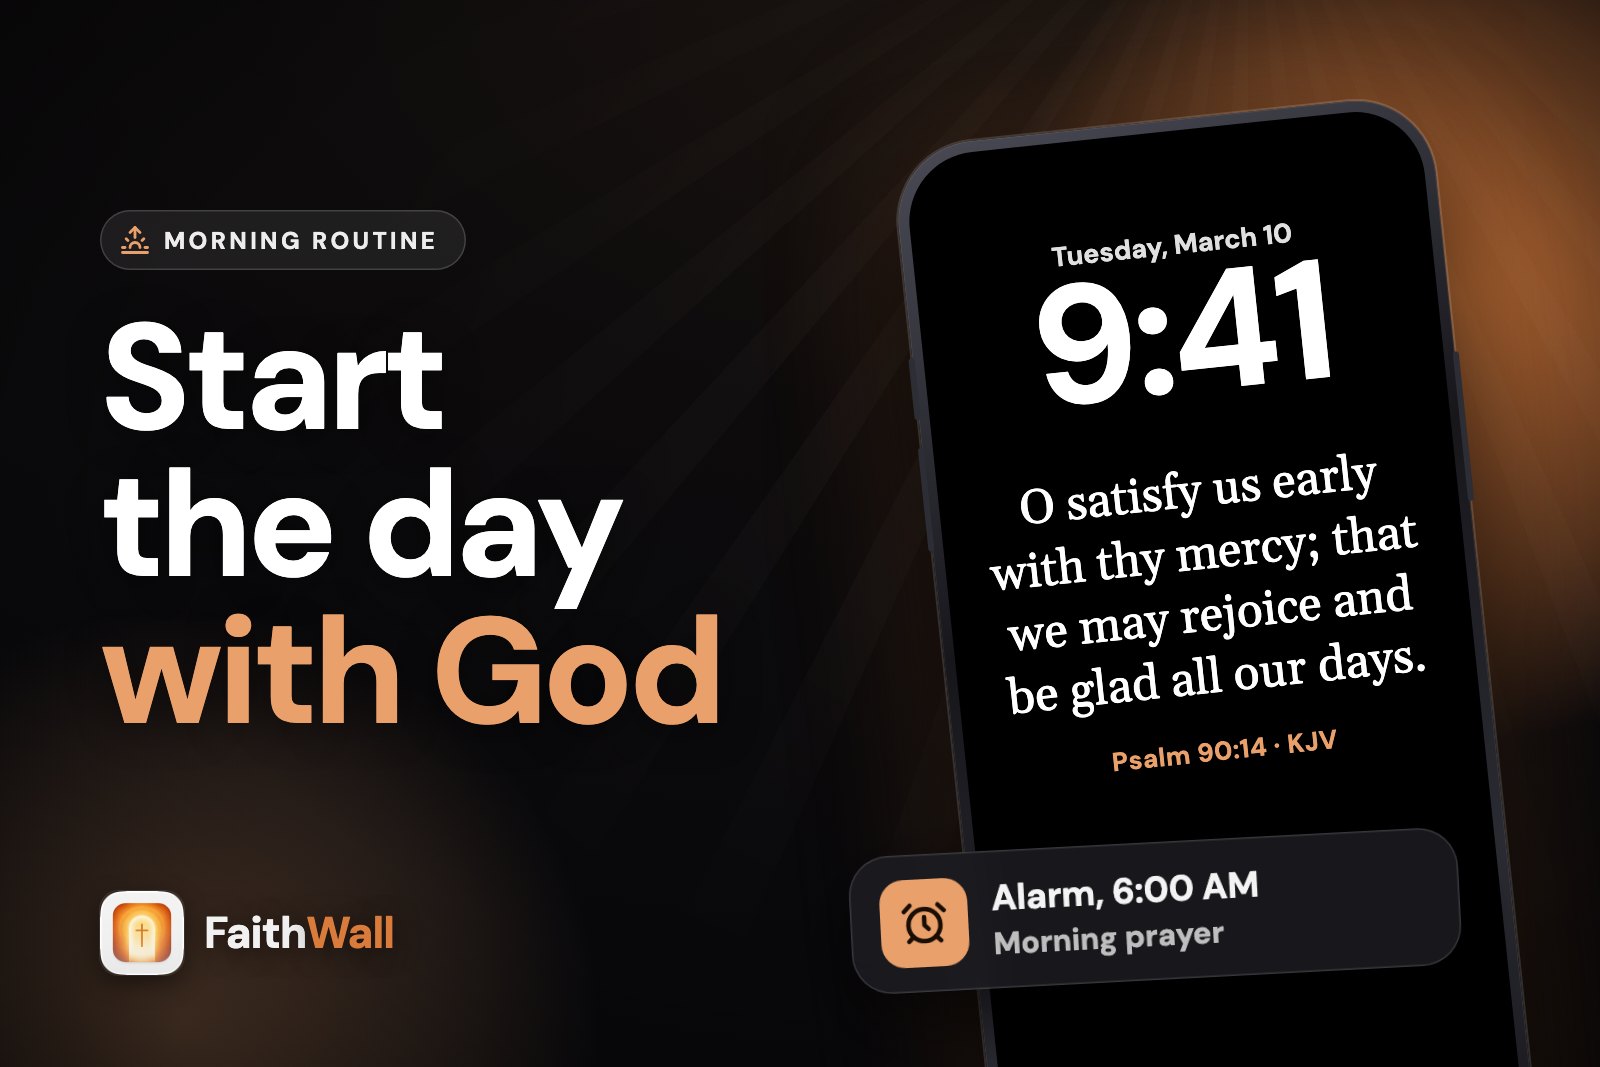 MORNING ROUTINE
Start
the day
with God
FaithWall
Tuesday, March 10
9:41
O satisfy us early
with thy mercy; that
we may rejoice and
be glad all our days.
Psalm 90:14 · KJV
Alarm, 6:00 AM
Morning prayer